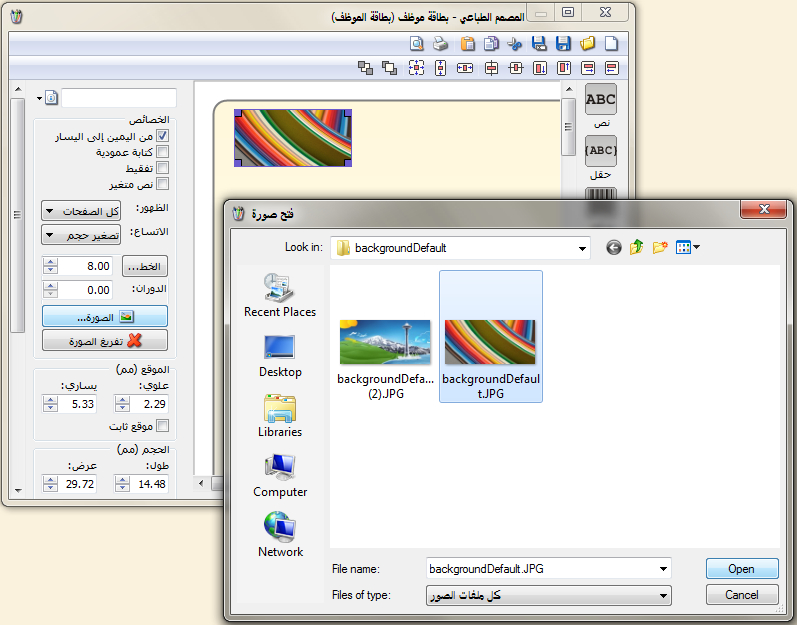 المصمم الطباعي - بطاقة موظف (بطاقة الموظف)
ABC
نص
{ABC}
حقل
الخصائص
من اليمين إلى اليسار
كتابة عمودية
تفقيط
نص متغير
الظهور:
كل الصفحات
الاتساع:
تصغير حجم
الخط...
8.00
الدوران:
0.00
الصورة...
تفريغ الصورة
الموقع (مم)
علوي:
يساري:
2.29
5.33
موقع ثابت
الحجم (مم)
طول:
عرض:
14.48
29.72
فتح صورة
Look in:
backgroundDefault
Recent Places
Desktop
Libraries
Computer
Network
backgroundDefa...
(2).JPG
backgroundDefaul
t.JPG
File name:
backgroundDefault.JPG
Open
Files of type:
كل ملفات الصور
Cancel